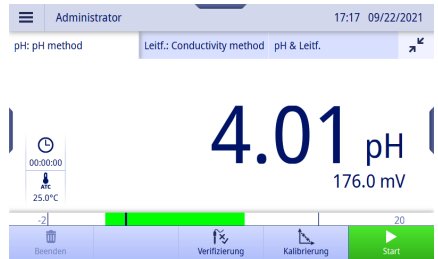 Administrator 17:17 09/22/2021
pH: pH method Leitf.: Conductivity method pH & Leitf.
4.01 pH
176.0 mV
00:00:00
ATC
25.0°C
-2 20
Beenden Verifizierung Kalibrierung Start